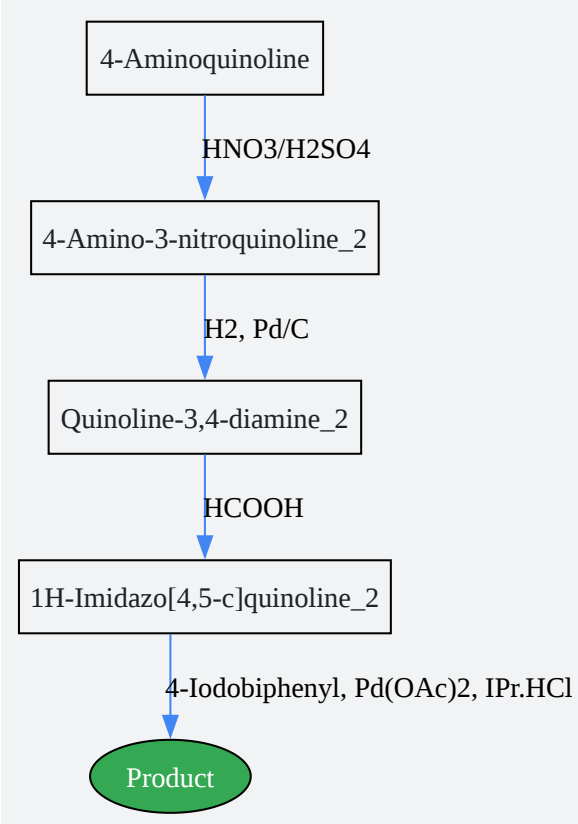 4-Aminoquinoline
HNO3/H2SO4
4-Amino-3-nitroquinoline_2
H2, Pd/C
Quinoline-3,4-diamine_2
HCOOH
1H-Imidazo[4,5-c]quinoline_2
4-Iodobiphenyl, Pd(OAc)2, IPr.HCl
Product